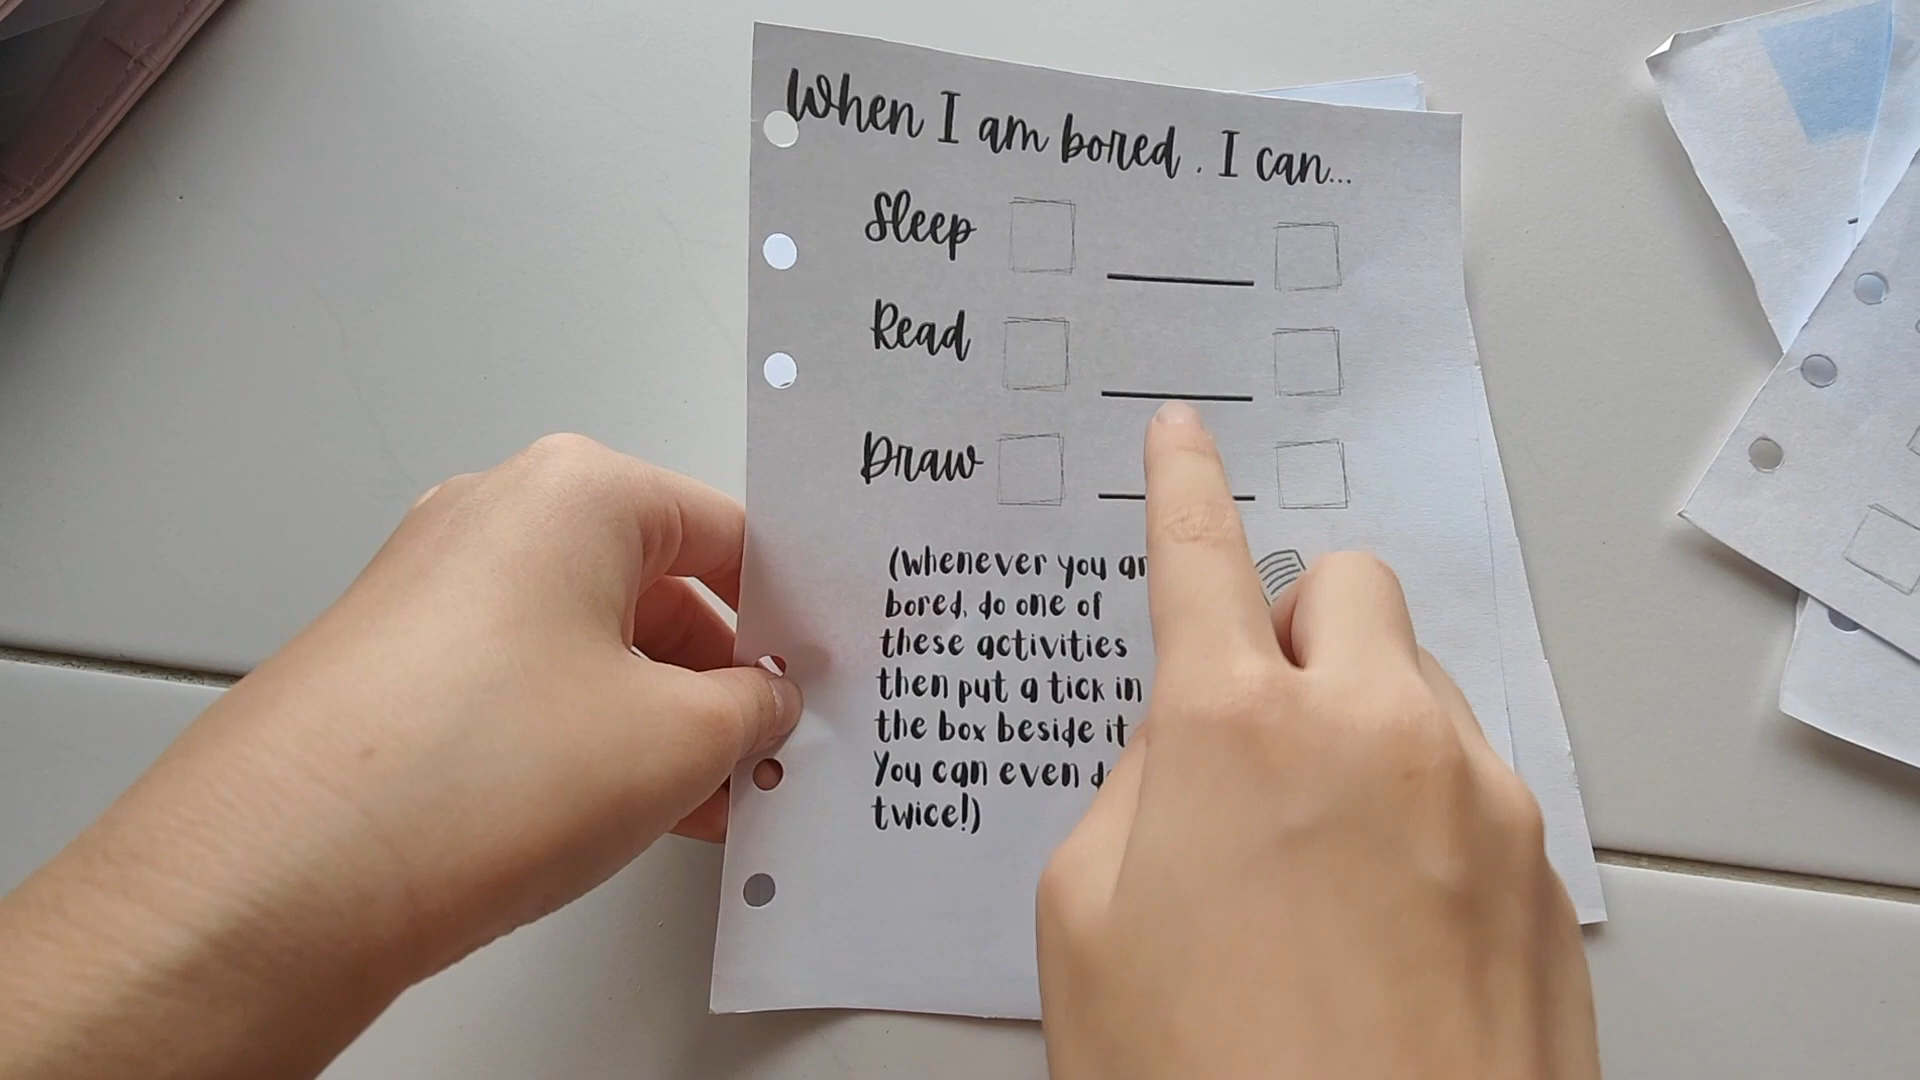 When I am bored. I can...
Sleep
Read
Draw
(Whenever you
bored, do one of
these activities
then put a tick in
the box beside it
You can even
twice!)